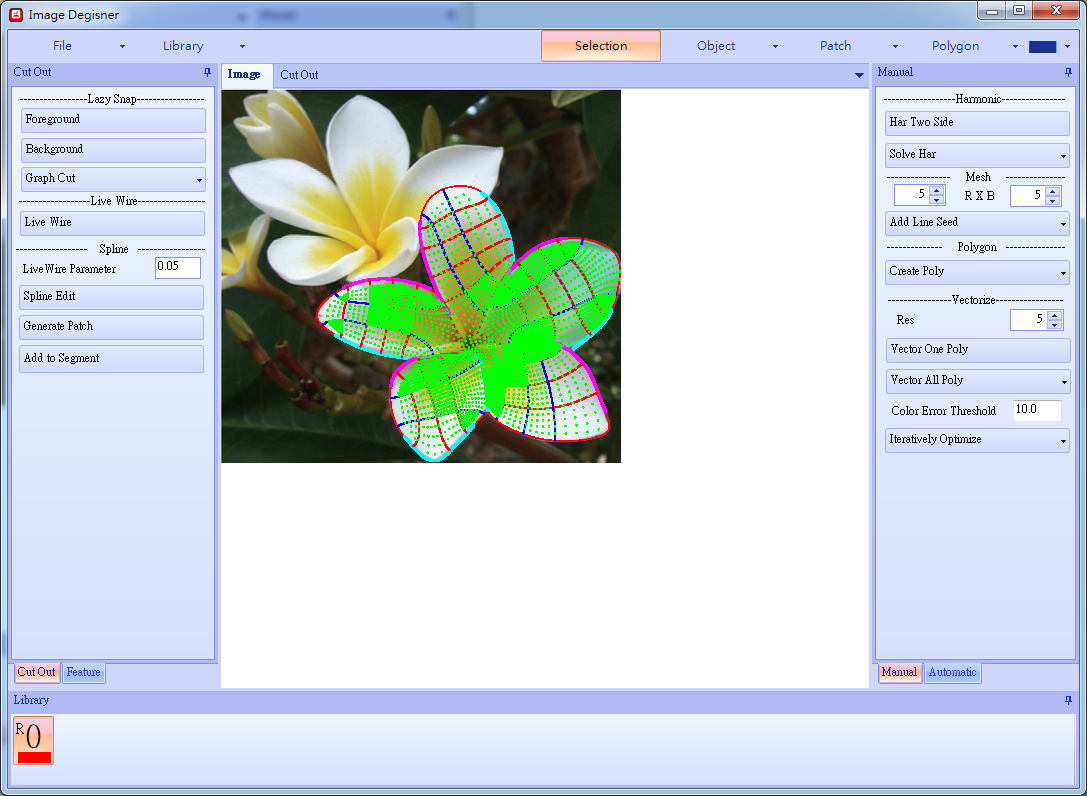 Image Degisner
File Library Selection Object Patch Polygon
Cut Out
Image Cut Out
Manual
-----------------Lazy Snap-----------------
Foreground
Background
Graph Cut
------------------Live Wire------------------
Live Wire
------------------ Spline -----------------
LiveWire Parameter 0.05
Spline Edit
Generate Patch
Add to Segment
Cut Out Feature
------------------Harmonic----------------
Har Two Side
Solve Har
---------------- Mesh ---------------
5 R X B 5
Add Line Seed
-------------- Polygon ---------------
Create Poly
----------------Vectorize-----------------
Res 5
Vector One Poly
Vector All Poly
Color Error Threshold 10.0
Iteratively Optimize
Manual Automatic
Library
R0